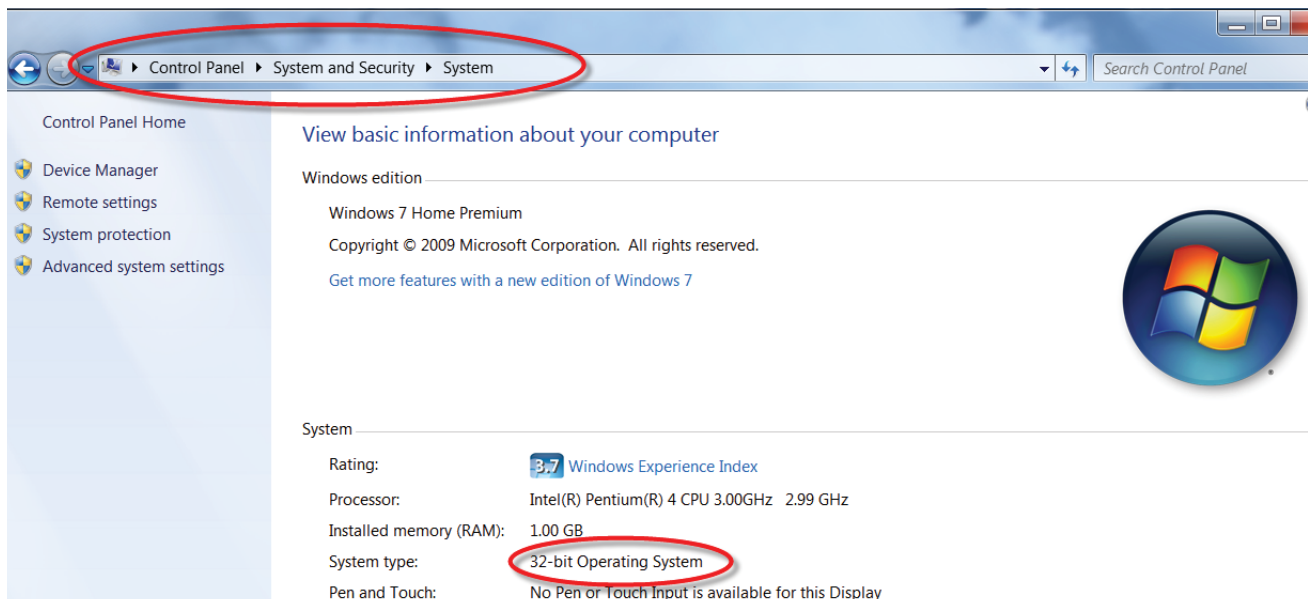 Control Panel ▸ System and Security ▸ System
Search Control Panel
Control Panel Home
Device Manager
Remote settings
System protection
Advanced system settings
View basic information about your computer
Windows edition
Windows 7 Home Premium
Copyright © 2009 Microsoft Corporation. All rights reserved.
Get more features with a new edition of Windows 7
System
Rating: 3.7 Windows Experience Index
Processor: Intel(R) Pentium(R) 4 CPU 3.00GHz 2.99 GHz
Installed memory (RAM): 1.00 GB
System type: 32-bit Operating System
Pen and Touch: No Pen or Touch Input is available for this Display